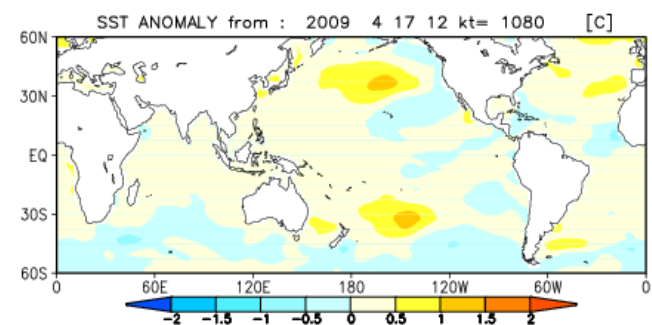 SST ANOMALY from : 2009 4 17 12 kt= 1080 [C]
60N
30N
EQ
30S
60S
0 60E 120E 180 120W 60W 0
-2 -1.5 -1 -0.5 0 0.5 1 1.5 2